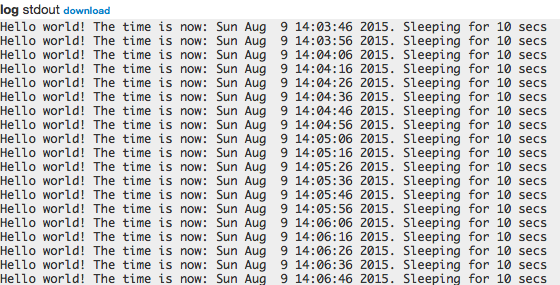 log stdout download
Hello world! The time is now: Sun Aug  9 14:03:46 2015. Sleeping for 10 secs
Hello world! The time is now: Sun Aug  9 14:03:56 2015. Sleeping for 10 secs
Hello world! The time is now: Sun Aug  9 14:04:06 2015. Sleeping for 10 secs
Hello world! The time is now: Sun Aug  9 14:04:16 2015. Sleeping for 10 secs
Hello world! The time is now: Sun Aug  9 14:04:26 2015. Sleeping for 10 secs
Hello world! The time is now: Sun Aug  9 14:04:36 2015. Sleeping for 10 secs
Hello world! The time is now: Sun Aug  9 14:04:46 2015. Sleeping for 10 secs
Hello world! The time is now: Sun Aug  9 14:04:56 2015. Sleeping for 10 secs
Hello world! The time is now: Sun Aug  9 14:05:06 2015. Sleeping for 10 secs
Hello world! The time is now: Sun Aug  9 14:05:16 2015. Sleeping for 10 secs
Hello world! The time is now: Sun Aug  9 14:05:26 2015. Sleeping for 10 secs
Hello world! The time is now: Sun Aug  9 14:05:36 2015. Sleeping for 10 secs
Hello world! The time is now: Sun Aug  9 14:05:46 2015. Sleeping for 10 secs
Hello world! The time is now: Sun Aug  9 14:05:56 2015. Sleeping for 10 secs
Hello world! The time is now: Sun Aug  9 14:06:06 2015. Sleeping for 10 secs
Hello world! The time is now: Sun Aug  9 14:06:16 2015. Sleeping for 10 secs
Hello world! The time is now: Sun Aug  9 14:06:26 2015. Sleeping for 10 secs
Hello world! The time is now: Sun Aug  9 14:06:36 2015. Sleeping for 10 secs
Hello world! The time is now: Sun Aug  9 14:06:46 2015. Sleeping for 10 secs